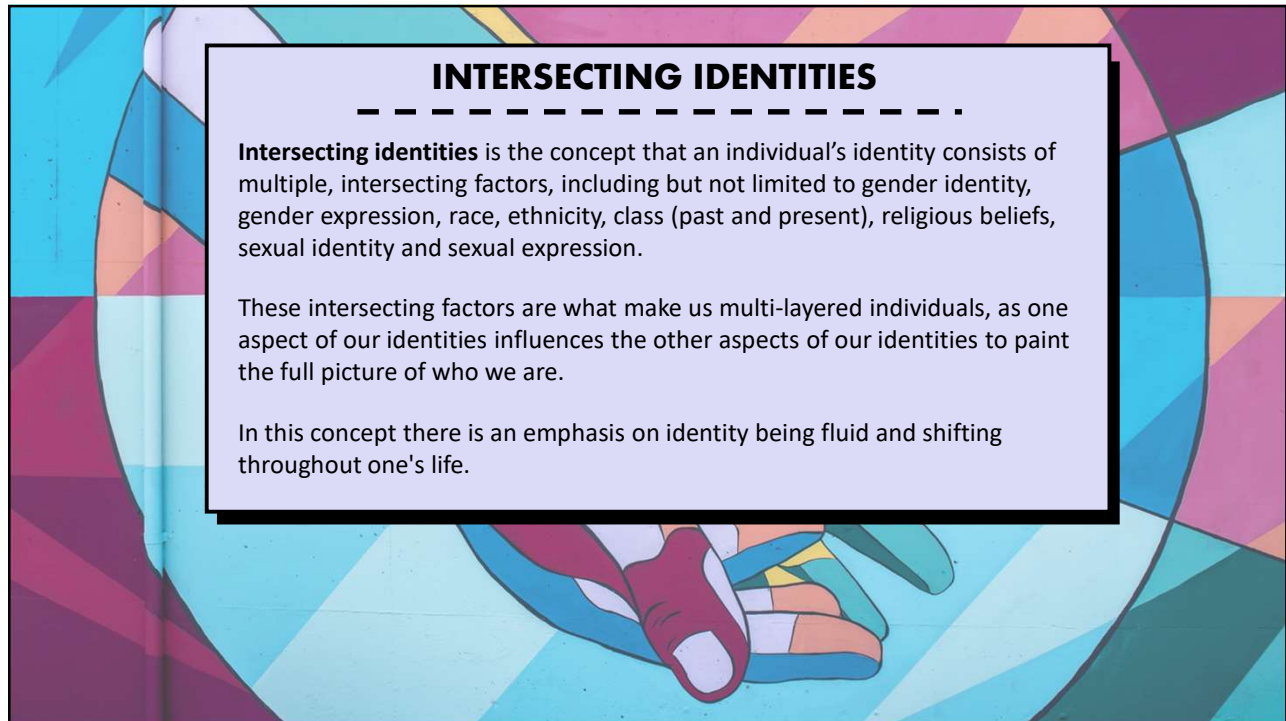 INTERSECTING IDENTITIES
Intersecting identities is the concept that an individual’s identity consists of
multiple, intersecting factors, including but not limited to gender identity,
gender expression, race, ethnicity, class (past and present), religious beliefs,
sexual identity and sexual expression.
These intersecting factors are what make us multi-layered individuals, as one
aspect of our identities influences the other aspects of our identities to paint
the full picture of who we are.
In this concept there is an emphasis on identity being fluid and shifting
throughout one's life.